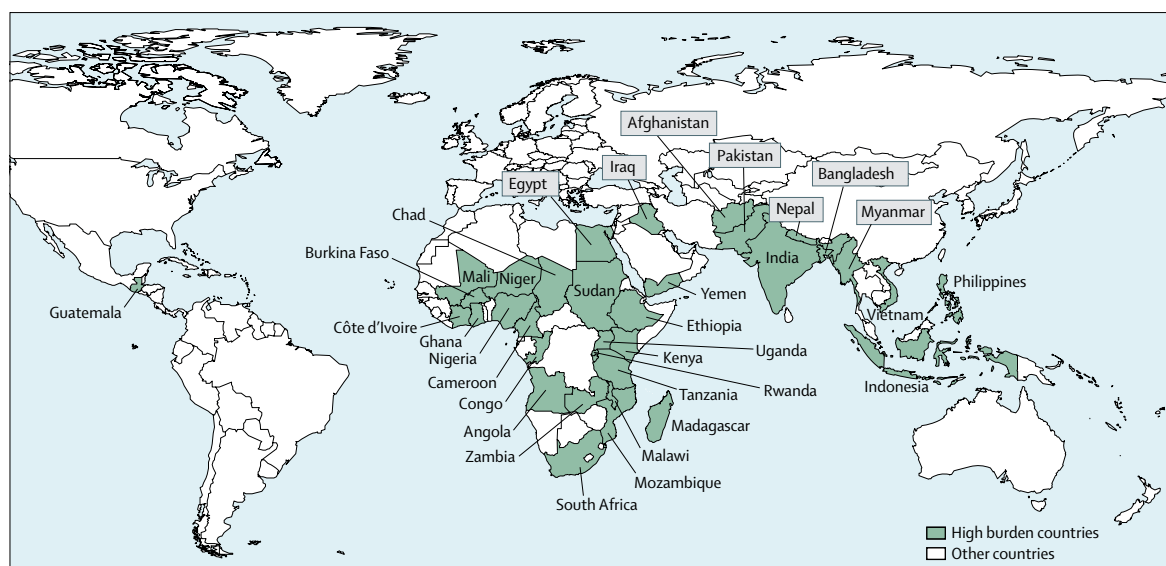 Afghanistan
Pakistan
Iraq
Bangladesh
Egypt
Nepal
Myanmar
Chad
Burkina Faso
Mali
Niger
India
Philippines
Sudan
Yemen
Guatemala
Vietnam
Côte d'Ivoire
Ethiopia
Ghana
Nigeria
Uganda
Kenya
Cameroon
Rwanda
Indonesia
Congo
Tanzania
Angola
Madagascar
Zambia
Malawi
Mozambique
South Africa
High burden countries
Other countries